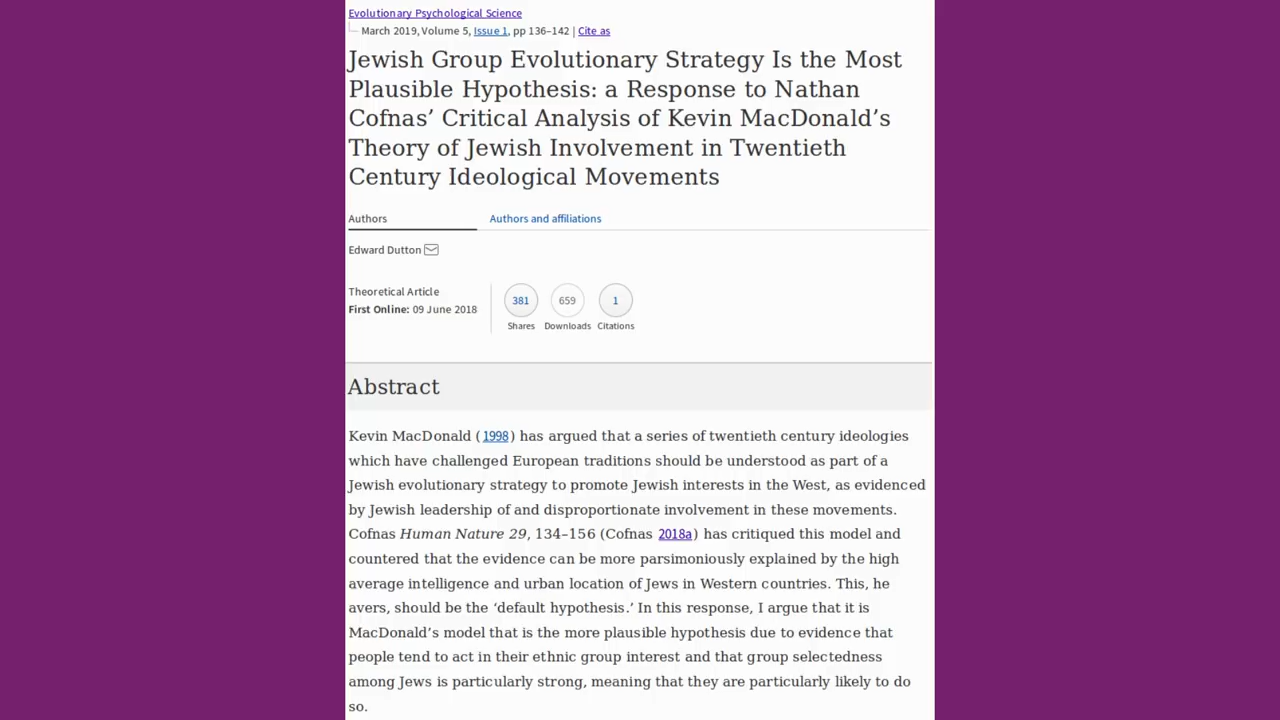 Evolutionary Psychological Science
March 2019, Volume 5, Issue 1, pp 136–142 | Cite as
Jewish Group Evolutionary Strategy Is the Most
Plausible Hypothesis: a Response to Nathan
Cofnas’ Critical Analysis of Kevin MacDonald’s
Theory of Jewish Involvement in Twentieth
Century Ideological Movements
Authors Authors and affiliations
Edward Dutton
Theoretical Article
First Online: 09 June 2018
381 659 1
Shares Downloads Citations
Abstract
Kevin MacDonald (1998) has argued that a series of twentieth century ideologies
which have challenged European traditions should be understood as part of a
Jewish evolutionary strategy to promote Jewish interests in the West, as evidenced
by Jewish leadership of and disproportionate involvement in these movements.
Cofnas Human Nature 29, 134–156 (Cofnas 2018a) has critiqued this model and
countered that the evidence can be more parsimoniously explained by the high
average intelligence and urban location of Jews in Western countries. This, he
avers, should be the ‘default hypothesis.’ In this response, I argue that it is
MacDonald’s model that is the more plausible hypothesis due to evidence that
people tend to act in their ethnic group interest and that group selectedness
among Jews is particularly strong, meaning that they are particularly likely to do
so.